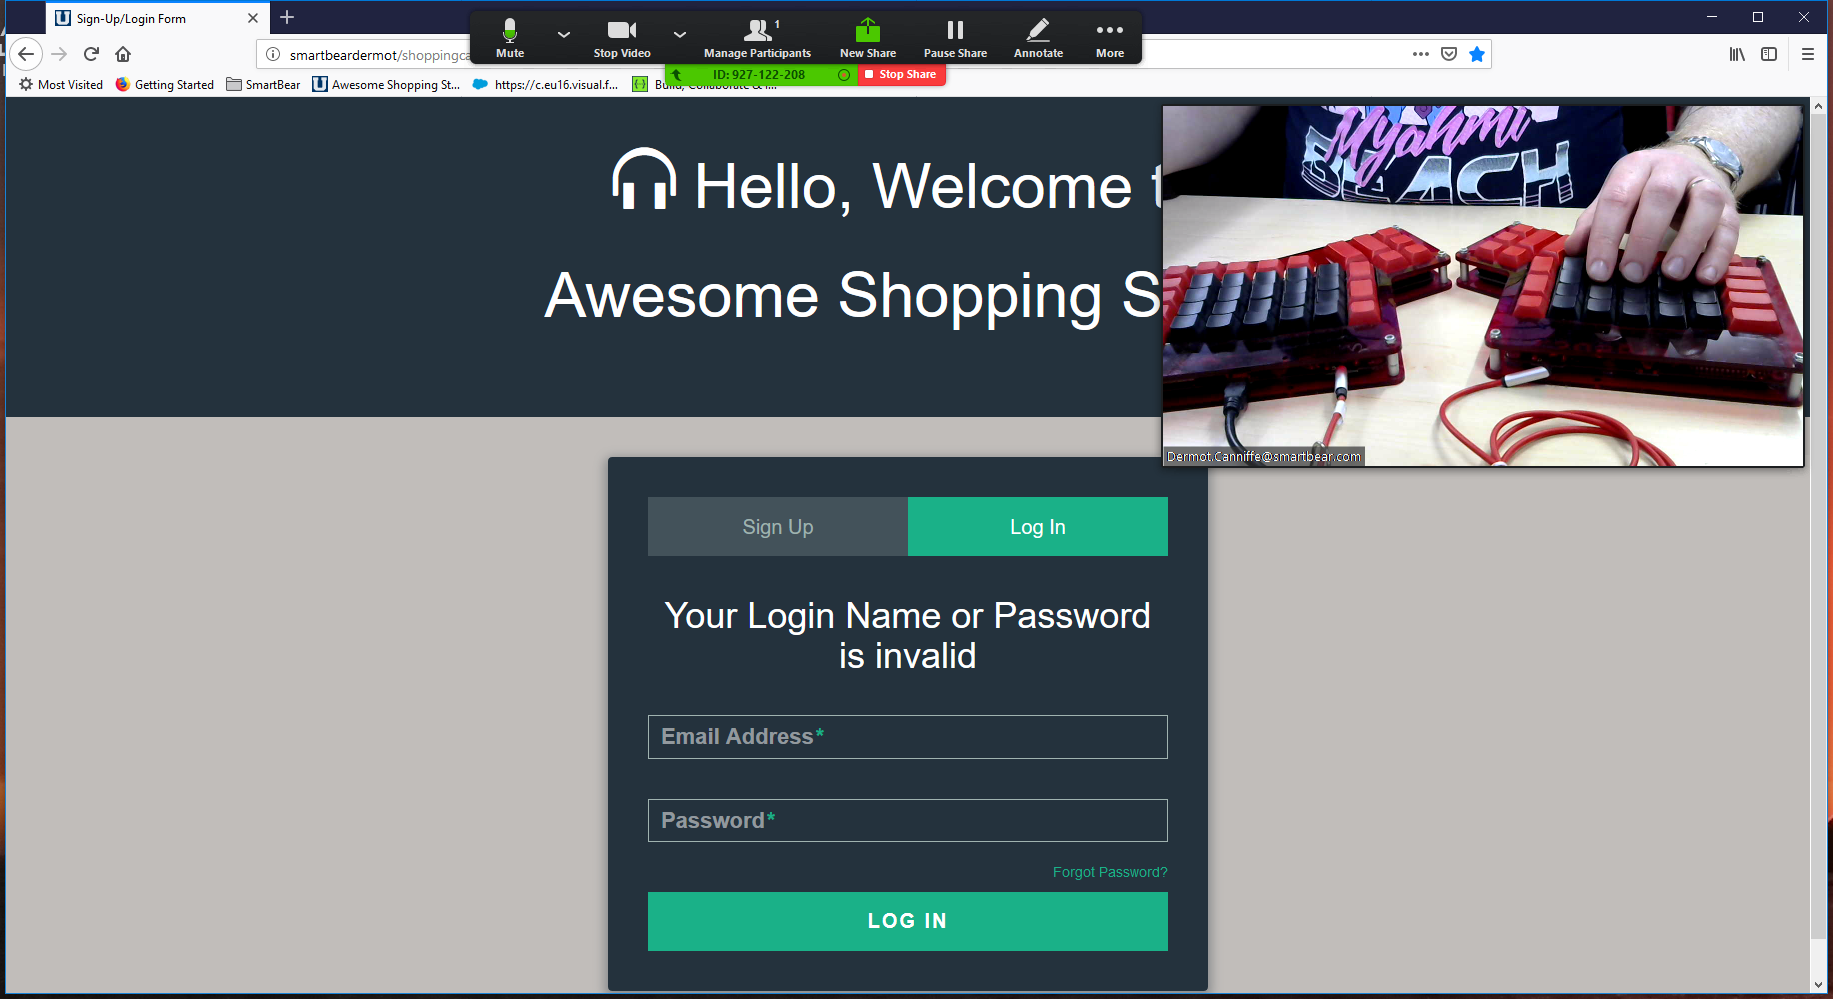 Sign-Up/Login Form
Mute
Stop Video
Manage Participants
1
New Share
Pause Share
Annotate
More
smartbeardermot/shoppingca
ID: 927-122-208
Stop Share
Most Visited
Getting Started
SmartBear
Awesome Shopping St...
https://c.eu16.visual.f...
Build, Collaborate & I...
Hello, Welcome t
Awesome Shopping S
Myahmi
BEACH
Dermot.Canniffe@smartbear.com
Sign Up
Log In
Your Login Name or Password
is invalid
Email Address*
Password*
Forgot Password?
LOG IN